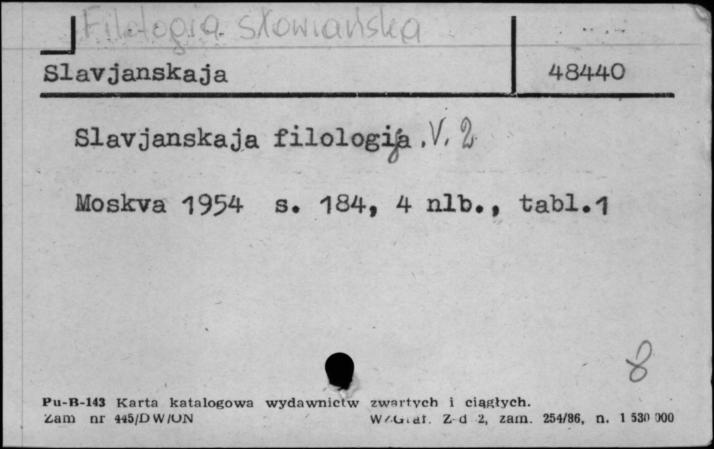 Filologia słowiańska
Slavjanskaja 48440
Slavjanskaja filologija. V. 2
Moskva 1954 s. 184, 4 nlb., tabl.1
8
Pu-B-143 Karta katalogowa wydawnictw zwartych i ciągłych.
Zam nr 445/DW/UN Z-d 2, zam. 254/86, n. 1 530 000